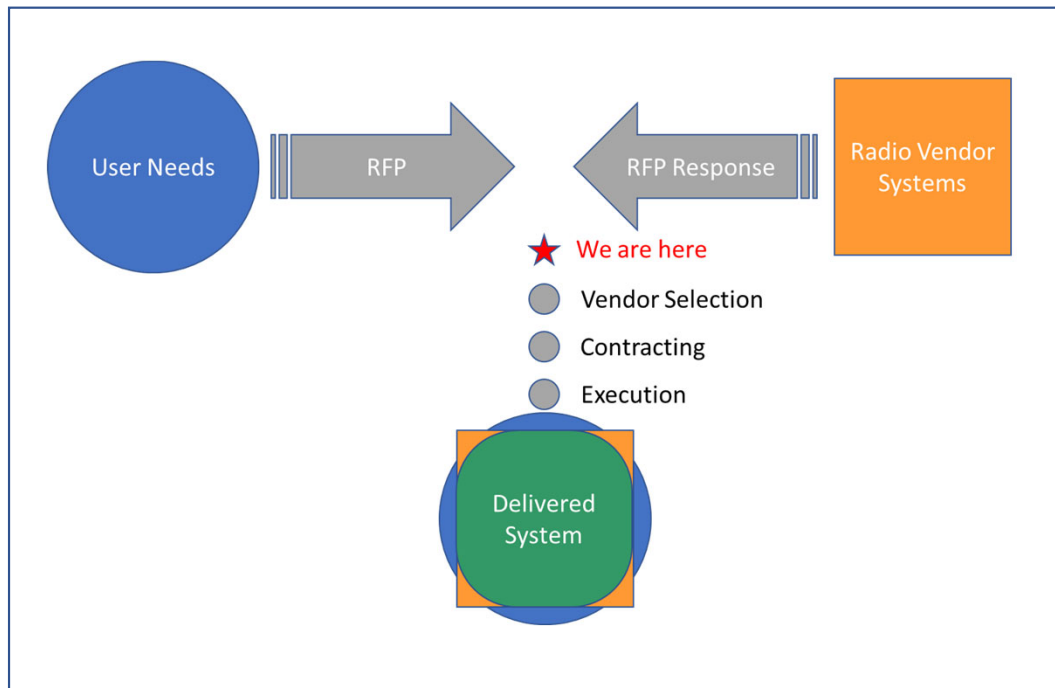 User Needs
RFP
RFP Response
Radio Vendor
Systems
We are here
Vendor Selection
Contracting
Execution
Delivered
System